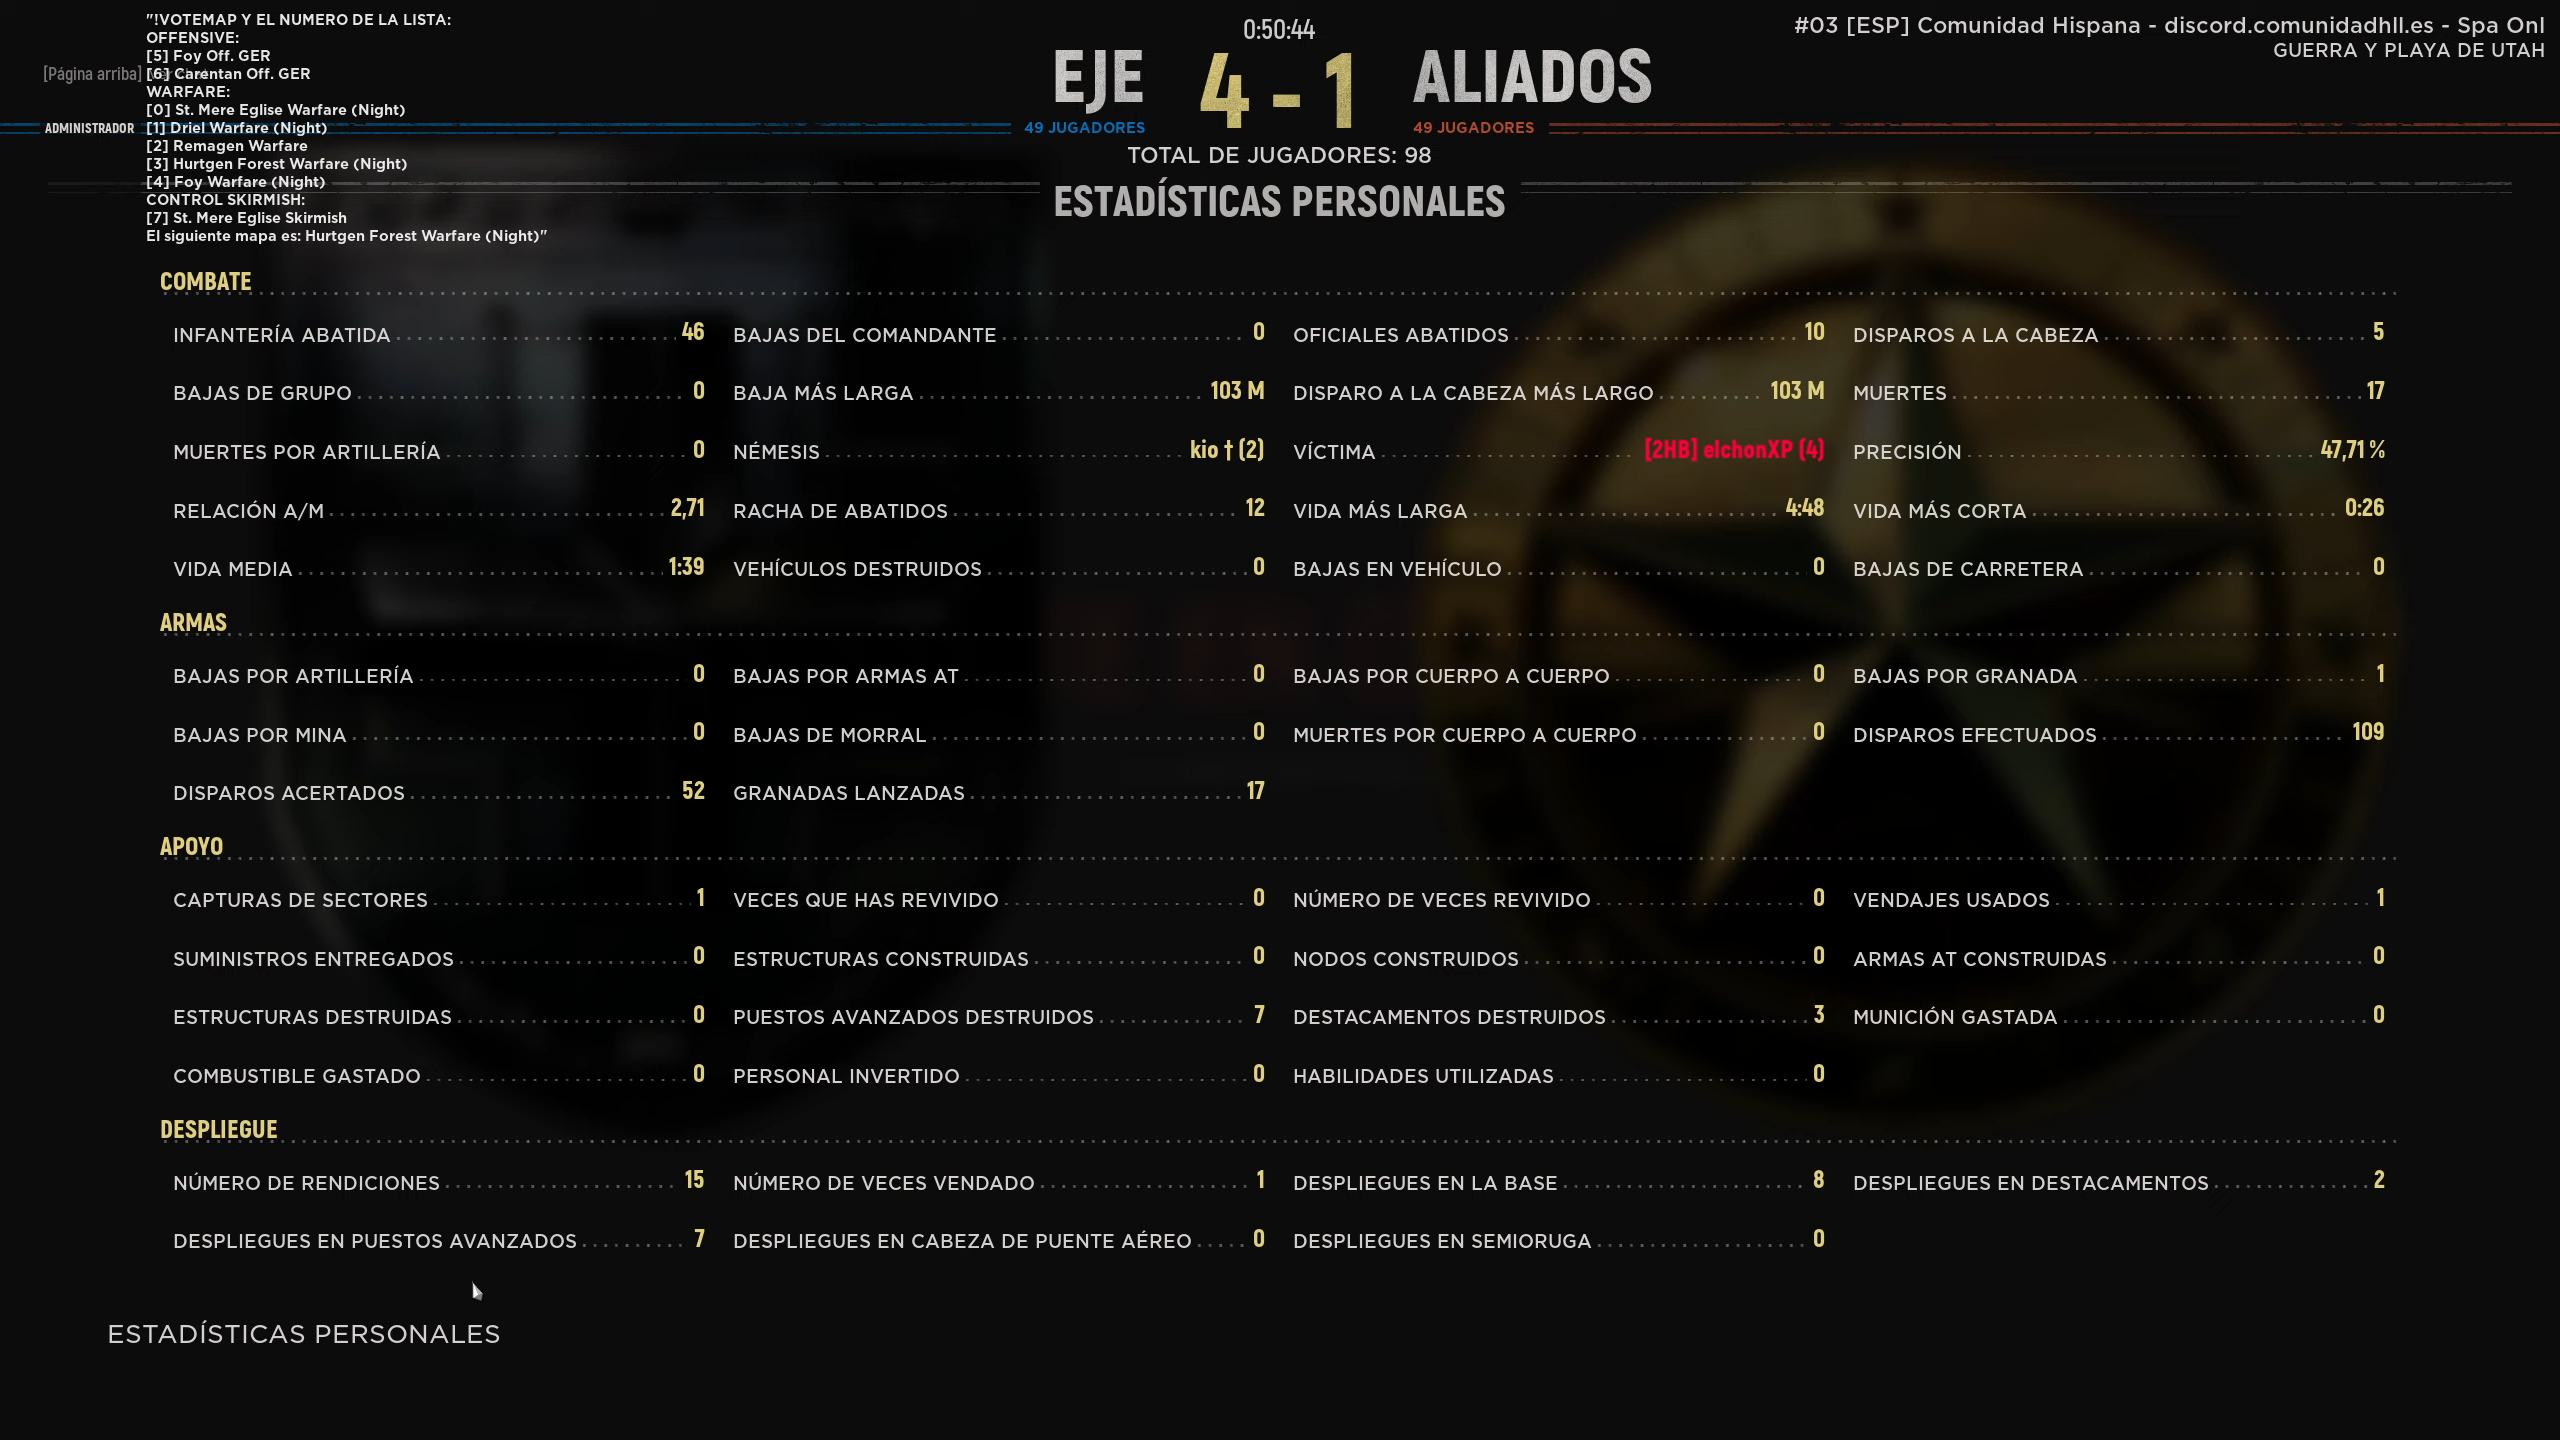 "!VOTEMAP Y EL NUMERO DE LA LISTA:
OFFENSIVE:
[5] Foy Off. GER
[Página arriba]
[6] Carentan Off. GER
WARFARE:
[0] St. Mere Eglise Warfare (Night)
ADMINISTRADOR
[1] Driel Warfare (Night)
[2] Remagen Warfare
[3] Hurtgen Forest Warfare (Night)
[4] Foy Warfare (Night)
CONTROL SKIRMISH:
[7] St. Mere Eglise Skirmish
El siguiente mapa es: Hurtgen Forest Warfare (Night)"
0:50:44
EJE 4 - 1 ALIADOS
49 JUGADORES 49 JUGADORES
TOTAL DE JUGADORES: 98
#03 [ESP] Comunidad Hispana - discord.comunidadhll.es - Spa Onl
GUERRA Y PLAYA DE UTAH
ESTADÍSTICAS PERSONALES
COMBATE
INFANTERÍA ABATIDA 46 BAJAS DEL COMANDANTE 0 OFICIALES ABATIDOS 10 DISPAROS A LA CABEZA 5
BAJAS DE GRUPO 0 BAJA MÁS LARGA 103 M DISPARO A LA CABEZA MÁS LARGO 103 M MUERTES 17
MUERTES POR ARTILLERÍA 0 NÉMESIS kio † (2) VÍCTIMA [2HB] elchonXP (4) PRECISIÓN 47,71 %
RELACIÓN A/M 2,71 RACHA DE ABATIDOS 12 VIDA MÁS LARGA 4:48 VIDA MÁS CORTA 0:26
VIDA MEDIA 1:39 VEHÍCULOS DESTRUIDOS 0 BAJAS EN VEHÍCULO 0 BAJAS DE CARRETERA 0
ARMAS
BAJAS POR ARTILLERÍA 0 BAJAS POR ARMAS AT 0 BAJAS POR CUERPO A CUERPO 0 BAJAS POR GRANADA 1
BAJAS POR MINA 0 BAJAS DE MORRAL 0 MUERTES POR CUERPO A CUERPO 0 DISPAROS EFECTUADOS 109
DISPAROS ACERTADOS 52 GRANADAS LANZADAS 17
APOYO
CAPTURAS DE SECTORES 1 VECES QUE HAS REVIVIDO 0 NÚMERO DE VECES REVIVIDO 0 VENDAJES USADOS 1
SUMINISTROS ENTREGADOS 0 ESTRUCTURAS CONSTRUIDAS 0 NODOS CONSTRUIDOS 0 ARMAS AT CONSTRUIDAS 0
ESTRUCTURAS DESTRUIDAS 0 PUESTOS AVANZADOS DESTRUIDOS 7 DESTACAMENTOS DESTRUIDOS 3 MUNICIÓN GASTADA 0
COMBUSTIBLE GASTADO 0 PERSONAL INVERTIDO 0 HABILIDADES UTILIZADAS 0
DESPLIEGUE
NÚMERO DE RENDICIONES 15 NÚMERO DE VECES VENDADO 1 DESPLIEGUES EN LA BASE 8 DESPLIEGUES EN DESTACAMENTOS 2
DESPLIEGUES EN PUESTOS AVANZADOS 7 DESPLIEGUES EN CABEZA DE PUENTE AÉREO 0 DESPLIEGUES EN SEMIORUGA 0
ESTADÍSTICAS PERSONALES